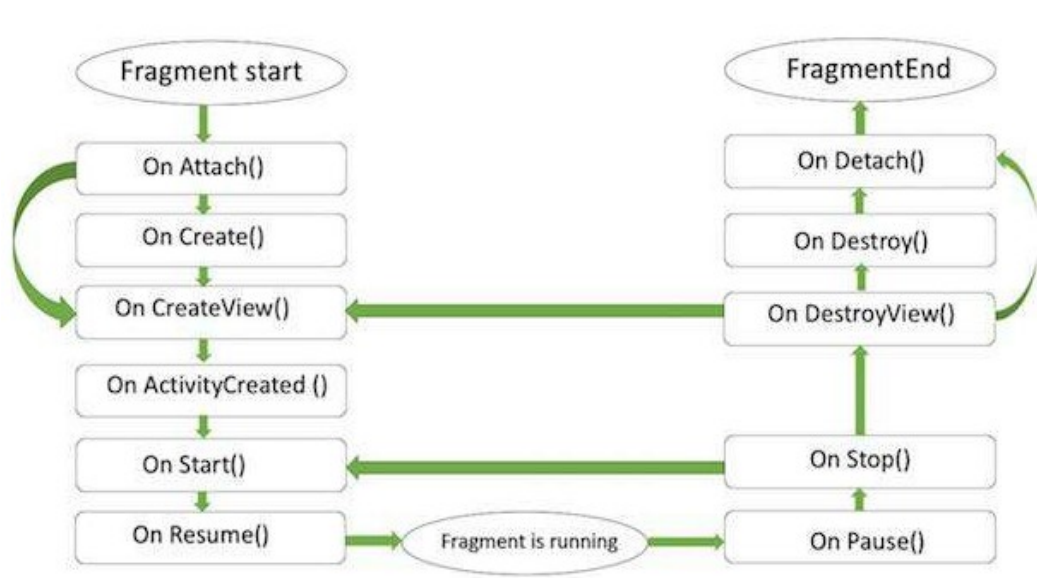 Fragment start
On Attach()
On Create()
On CreateView()
On ActivityCreated ()
On Start()
On Resume()
Fragment is running
On Pause()
On Stop()
On DestroyView()
On Destroy()
On Detach()
FragmentEnd